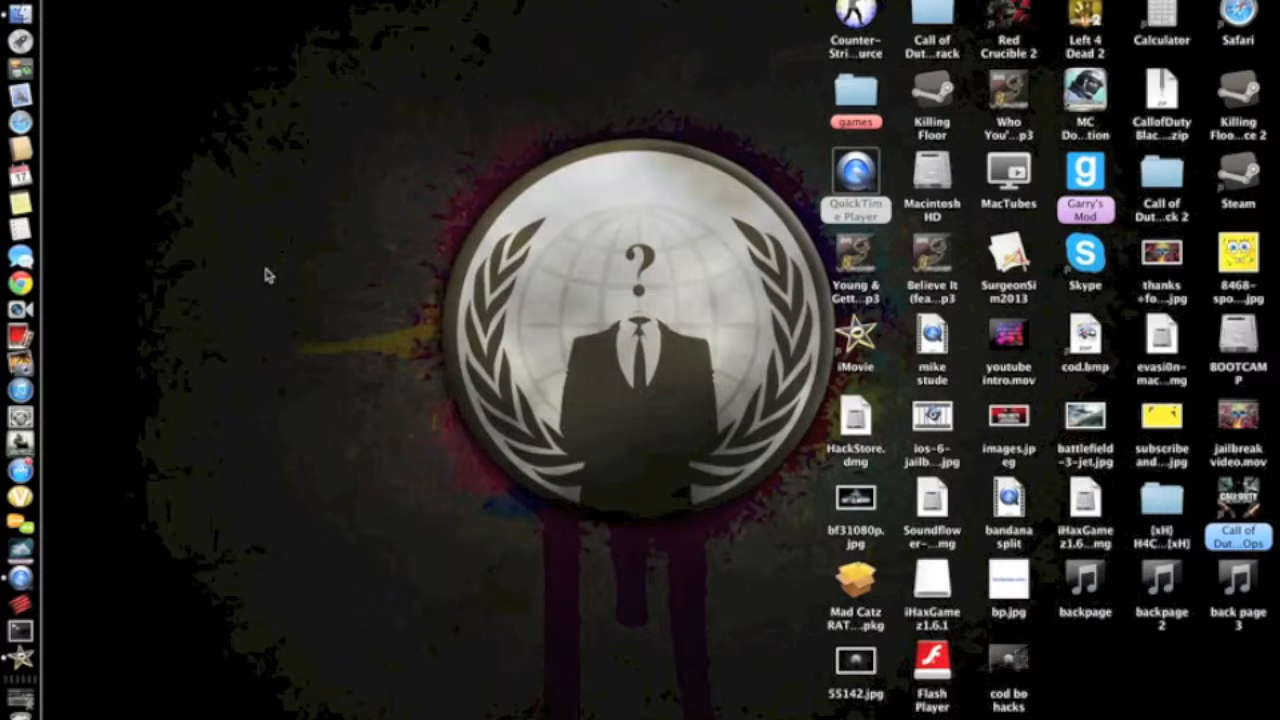 Counter-
Stri...urce
Call of
Dut...rack
Red
Crucible 2
Left 4
Dead 2
Calculator
Safari
games
Killing
Floor
Who
You'...p3
MC
Do...tion
CallofDuty
Blac....zip
Killing
Floo...ce 2
QuickTim
e Player
Macintosh
HD
MacTubes
Garry's
Mod
Call of
Dut...ck 2
Steam
Young &
Gett...p3
Believe It
(fea...p3
SurgeonSi
m2013
Skype
thanks
+fo...jpg
8468-
spo....jpg
iMovie
mike
stude
youtube
intro.mov
cod.bmp
evasi0n-
mac...mg
BOOTCAM
P
HackStore.
dmg
ios-6-
jailb...jpg
images.jp
eg
battlefield
-3-jet.jpg
subscribe
and...jpg
jailbreak
video.mov
bf31080p.
jpg
Soundflow
er-...mg
bandana
split
iHaxGame
z1.6...mg
{xH}
H4C...{xH}
Call of
Dut...Ops
Mad Catz
RAT....pkg
iHaxGame
z1.6.1
bp.jpg
backpage
backpage
2
back page
3
55142.jpg
Flash
Player
cod bo
hacks
17
ZIP
?